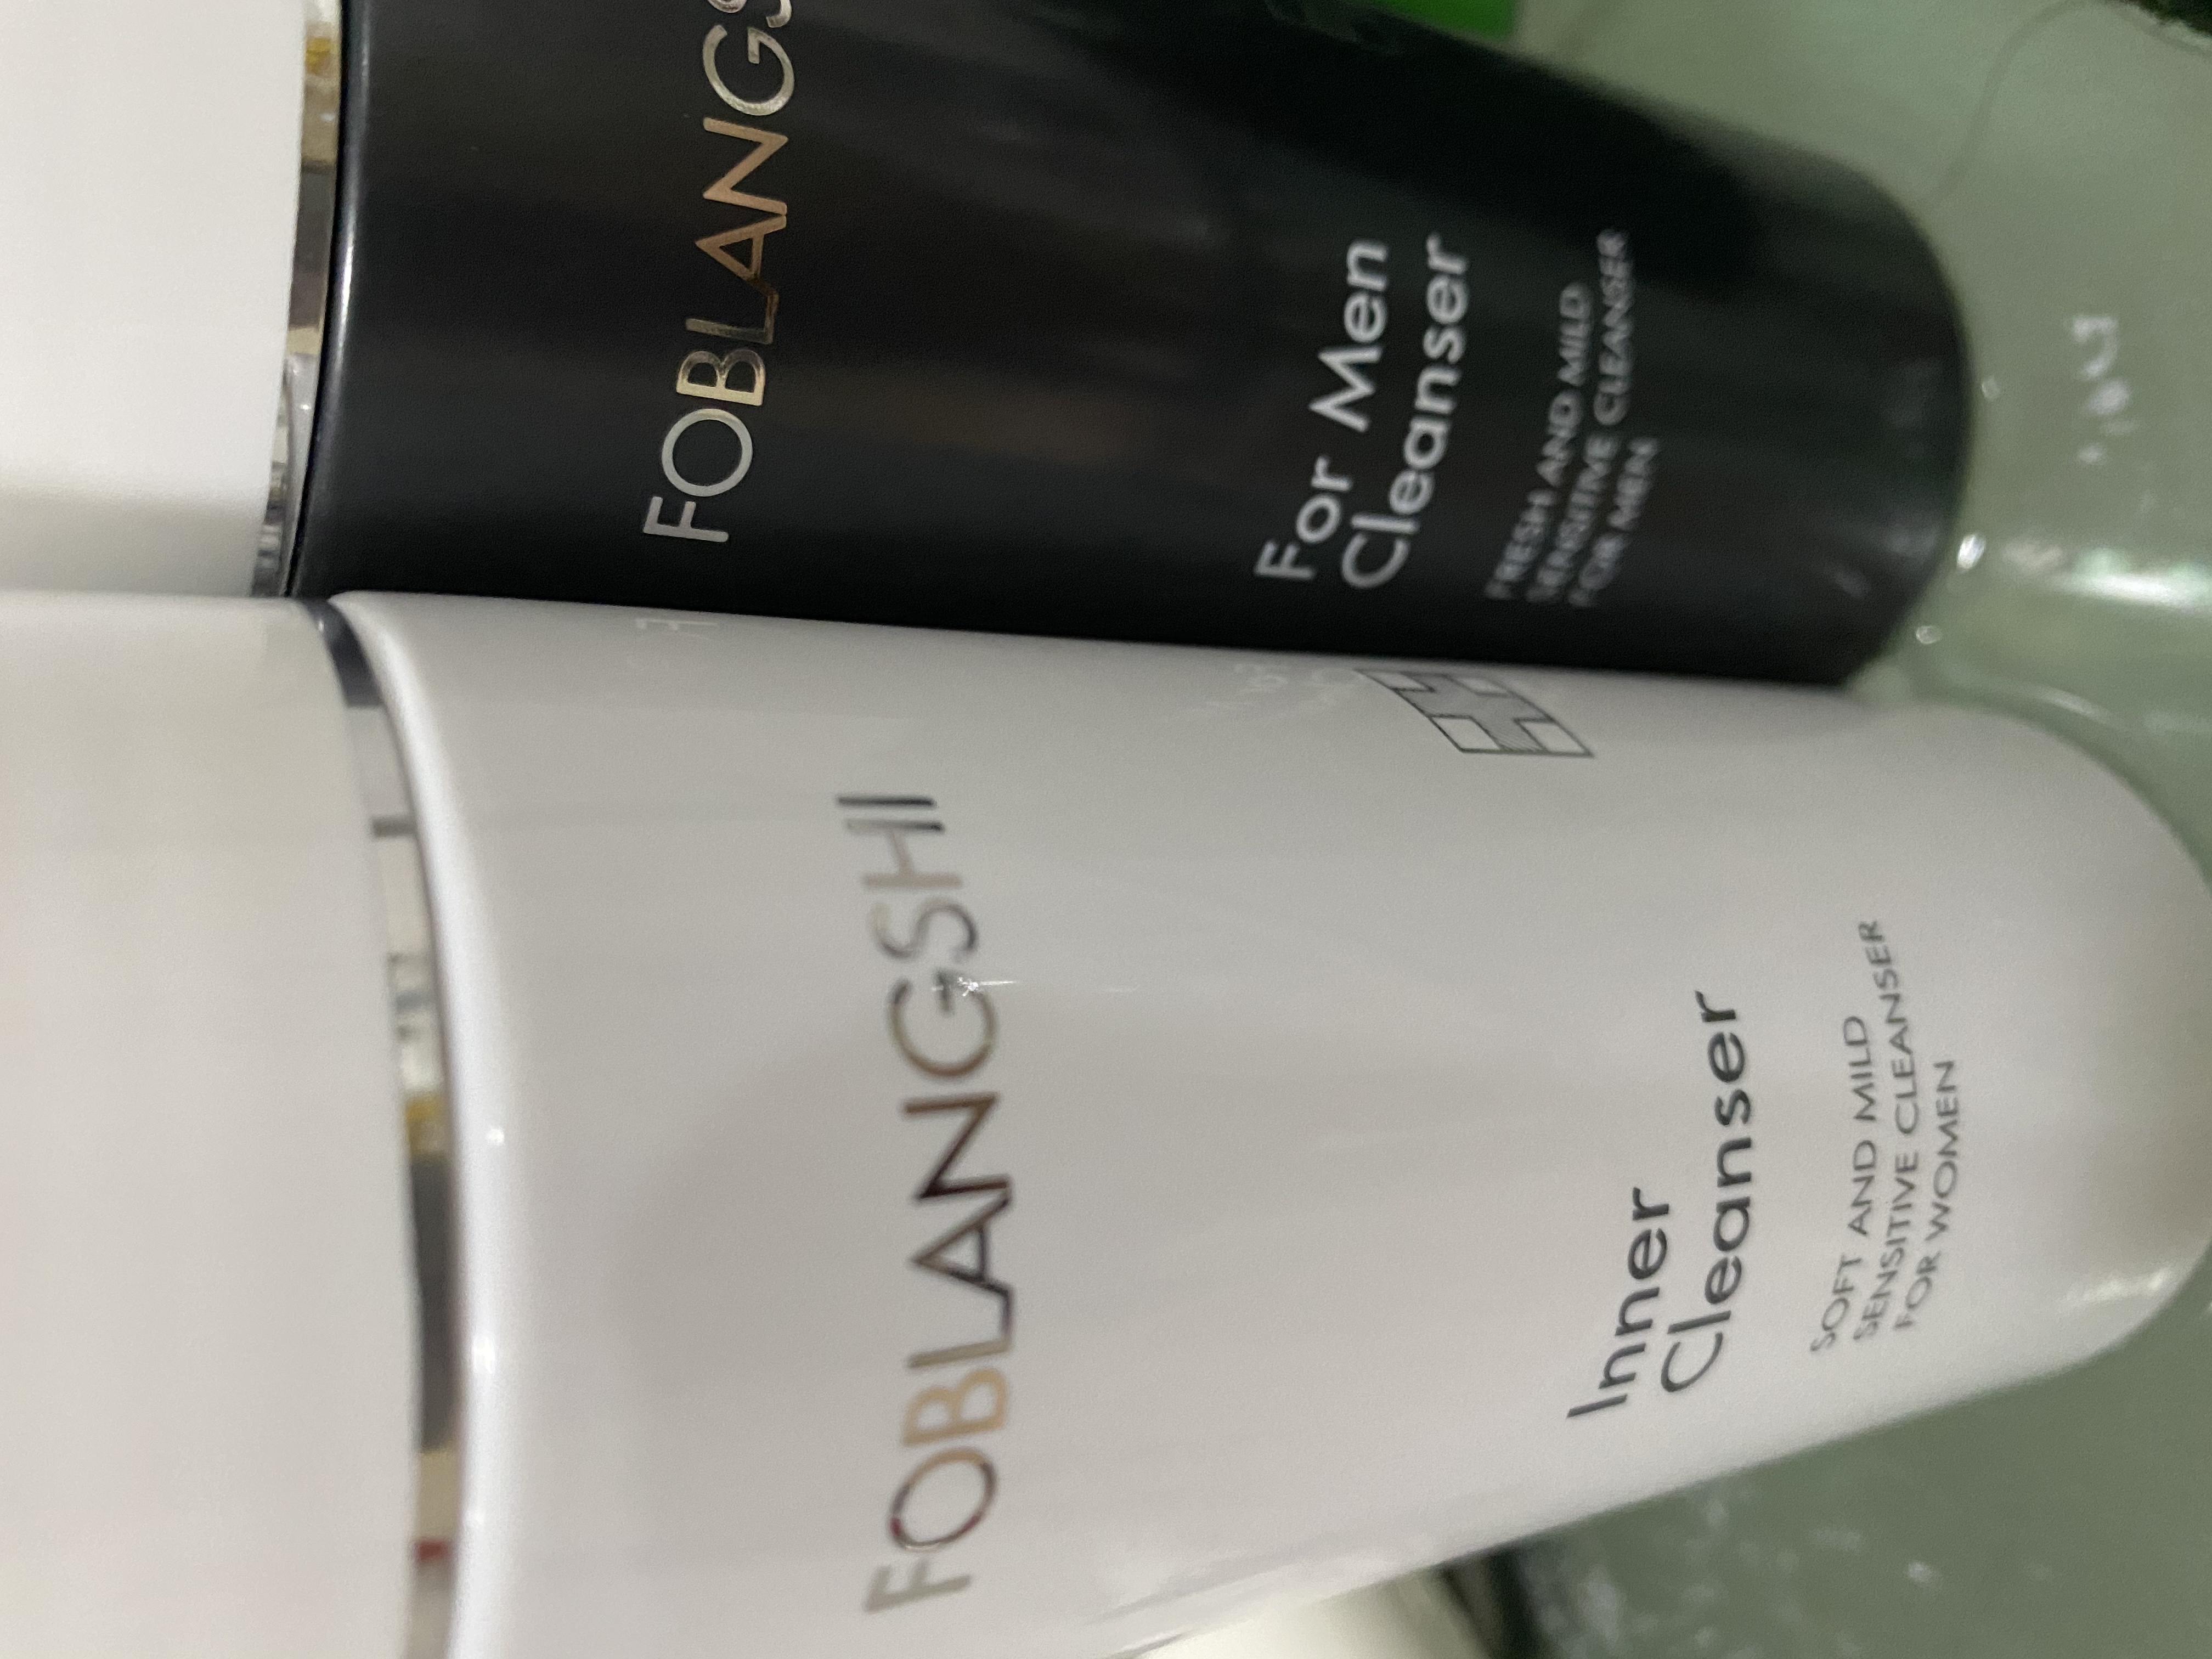 FOBLANGS
For Men
Cleanser
FRESH AND MILD
SENSITIVE CLEANSER
FOR MEN
FOBLANGSHI
Inner
Cleanser
SOFT AND MILD
SENSITIVE CLEANSER
FOR WOMEN